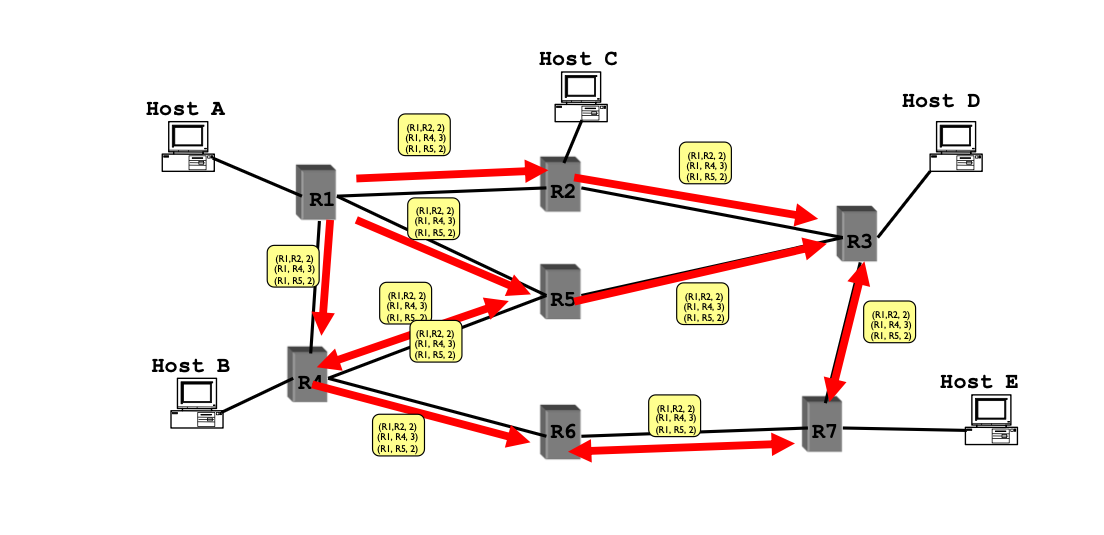 Host C
Host D
Host A
(R1,R2, 2)
(R1, R4, 3)
(R1, R5, 2)
(R1,R2, 2)
(R1, R4, 3)
(R1, R5, 2)
R2
R1
(R1,R2, 2)
(R1, R4, 3)
(R1, R5, 2)
R3
(R1,R2, 2)
(R1, R4, 3)
(R1, R5, 2)
R5
(R1,R2, 2)
(R1, R4, 3)
(R1, R5, 2)
(R1,R2, 2)
(R1, R4, 3)
(R1, R5, 2)
(R1,R2, 2)
(R1, R4, 3)
(R1, R5, 2)
(R1,R2, 2)
(R1, R4, 3)
(R1, R5, 2)
Host B
R4
Host E
(R1,R2, 2)
(R1, R4, 3)
(R1, R5, 2)
(R1,R2, 2)
(R1, R4, 3)
(R1, R5, 2)
R6
R7